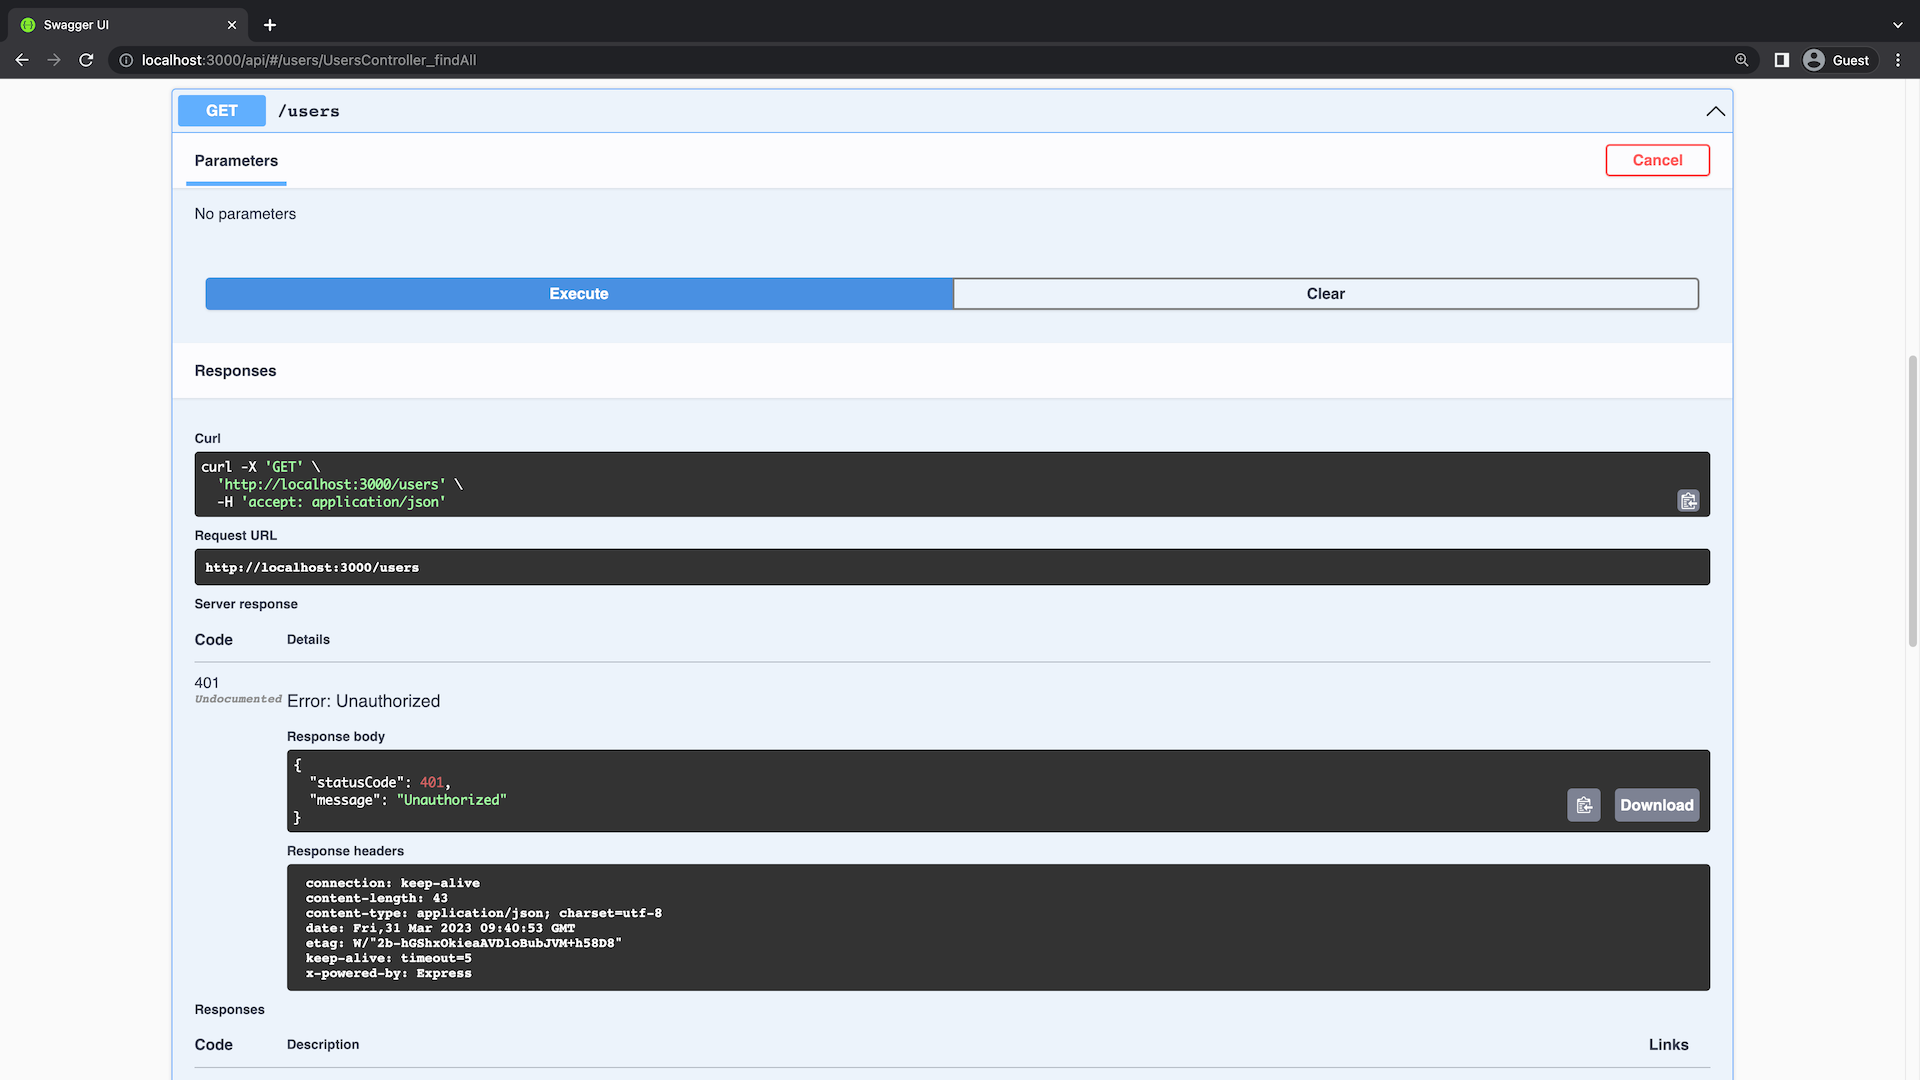 Swagger UI
localhost:3000/api/#/users/UsersController_findAll
Guest
GET /users
Parameters
Cancel
No parameters
Execute
Clear
Responses
Curl
curl -X 'GET' \
'http://localhost:3000/users' \
-H 'accept: application/json'
Request URL
http://localhost:3000/users
Server response
Code Details
401
Undocumented
Error: Unauthorized
Response body
{
"statusCode": 401,
"message": "Unauthorized"
}
Download
Response headers
connection: keep-alive
content-length: 43
content-type: application/json; charset=utf-8
date: Fri,31 Mar 2023 09:40:53 GMT
etag: W/"2b-hGShxOkieaAVDloBubJVM+h58D8"
keep-alive: timeout=5
x-powered-by: Express
Responses
Code Description Links